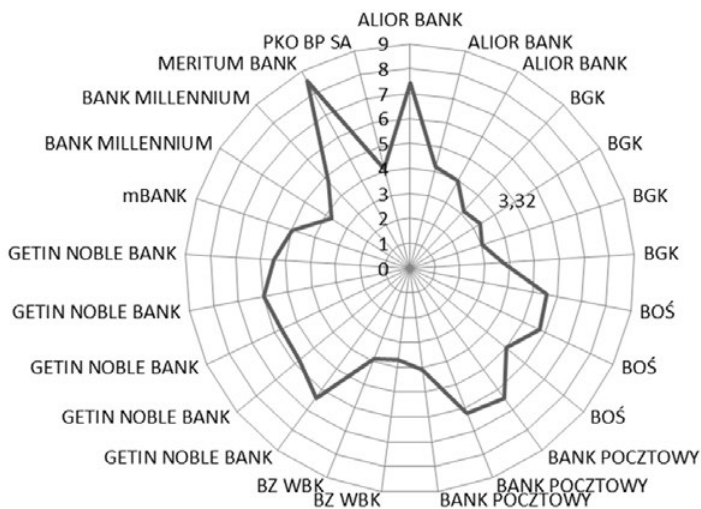 ALIOR BANK
ALIOR BANK
ALIOR BANK
BGK
BGK
BGK
BGK
BOŚ
BOŚ
BOŚ
BANK POCZTOWY
BANK POCZTOWY
BANK POCZTOWY
BZ WBK
BZ WBK
GETIN NOBLE BANK
GETIN NOBLE BANK
GETIN NOBLE BANK
GETIN NOBLE BANK
GETIN NOBLE BANK
mBANK
BANK MILLENNIUM
BANK MILLENNIUM
MERITUM BANK
PKO BP SA
9
8
7
6
5
4
3
2
1
0
3,32